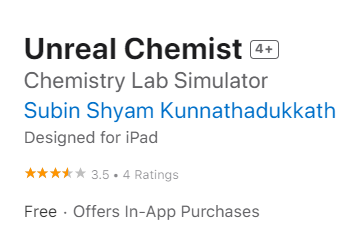 Unreal Chemist 4+
Chemistry Lab Simulator
Subin Shyam Kunnathadukkath
Designed for iPad
★★★★★ 3.5 • 4 Ratings
Free · Offers In-App Purchases